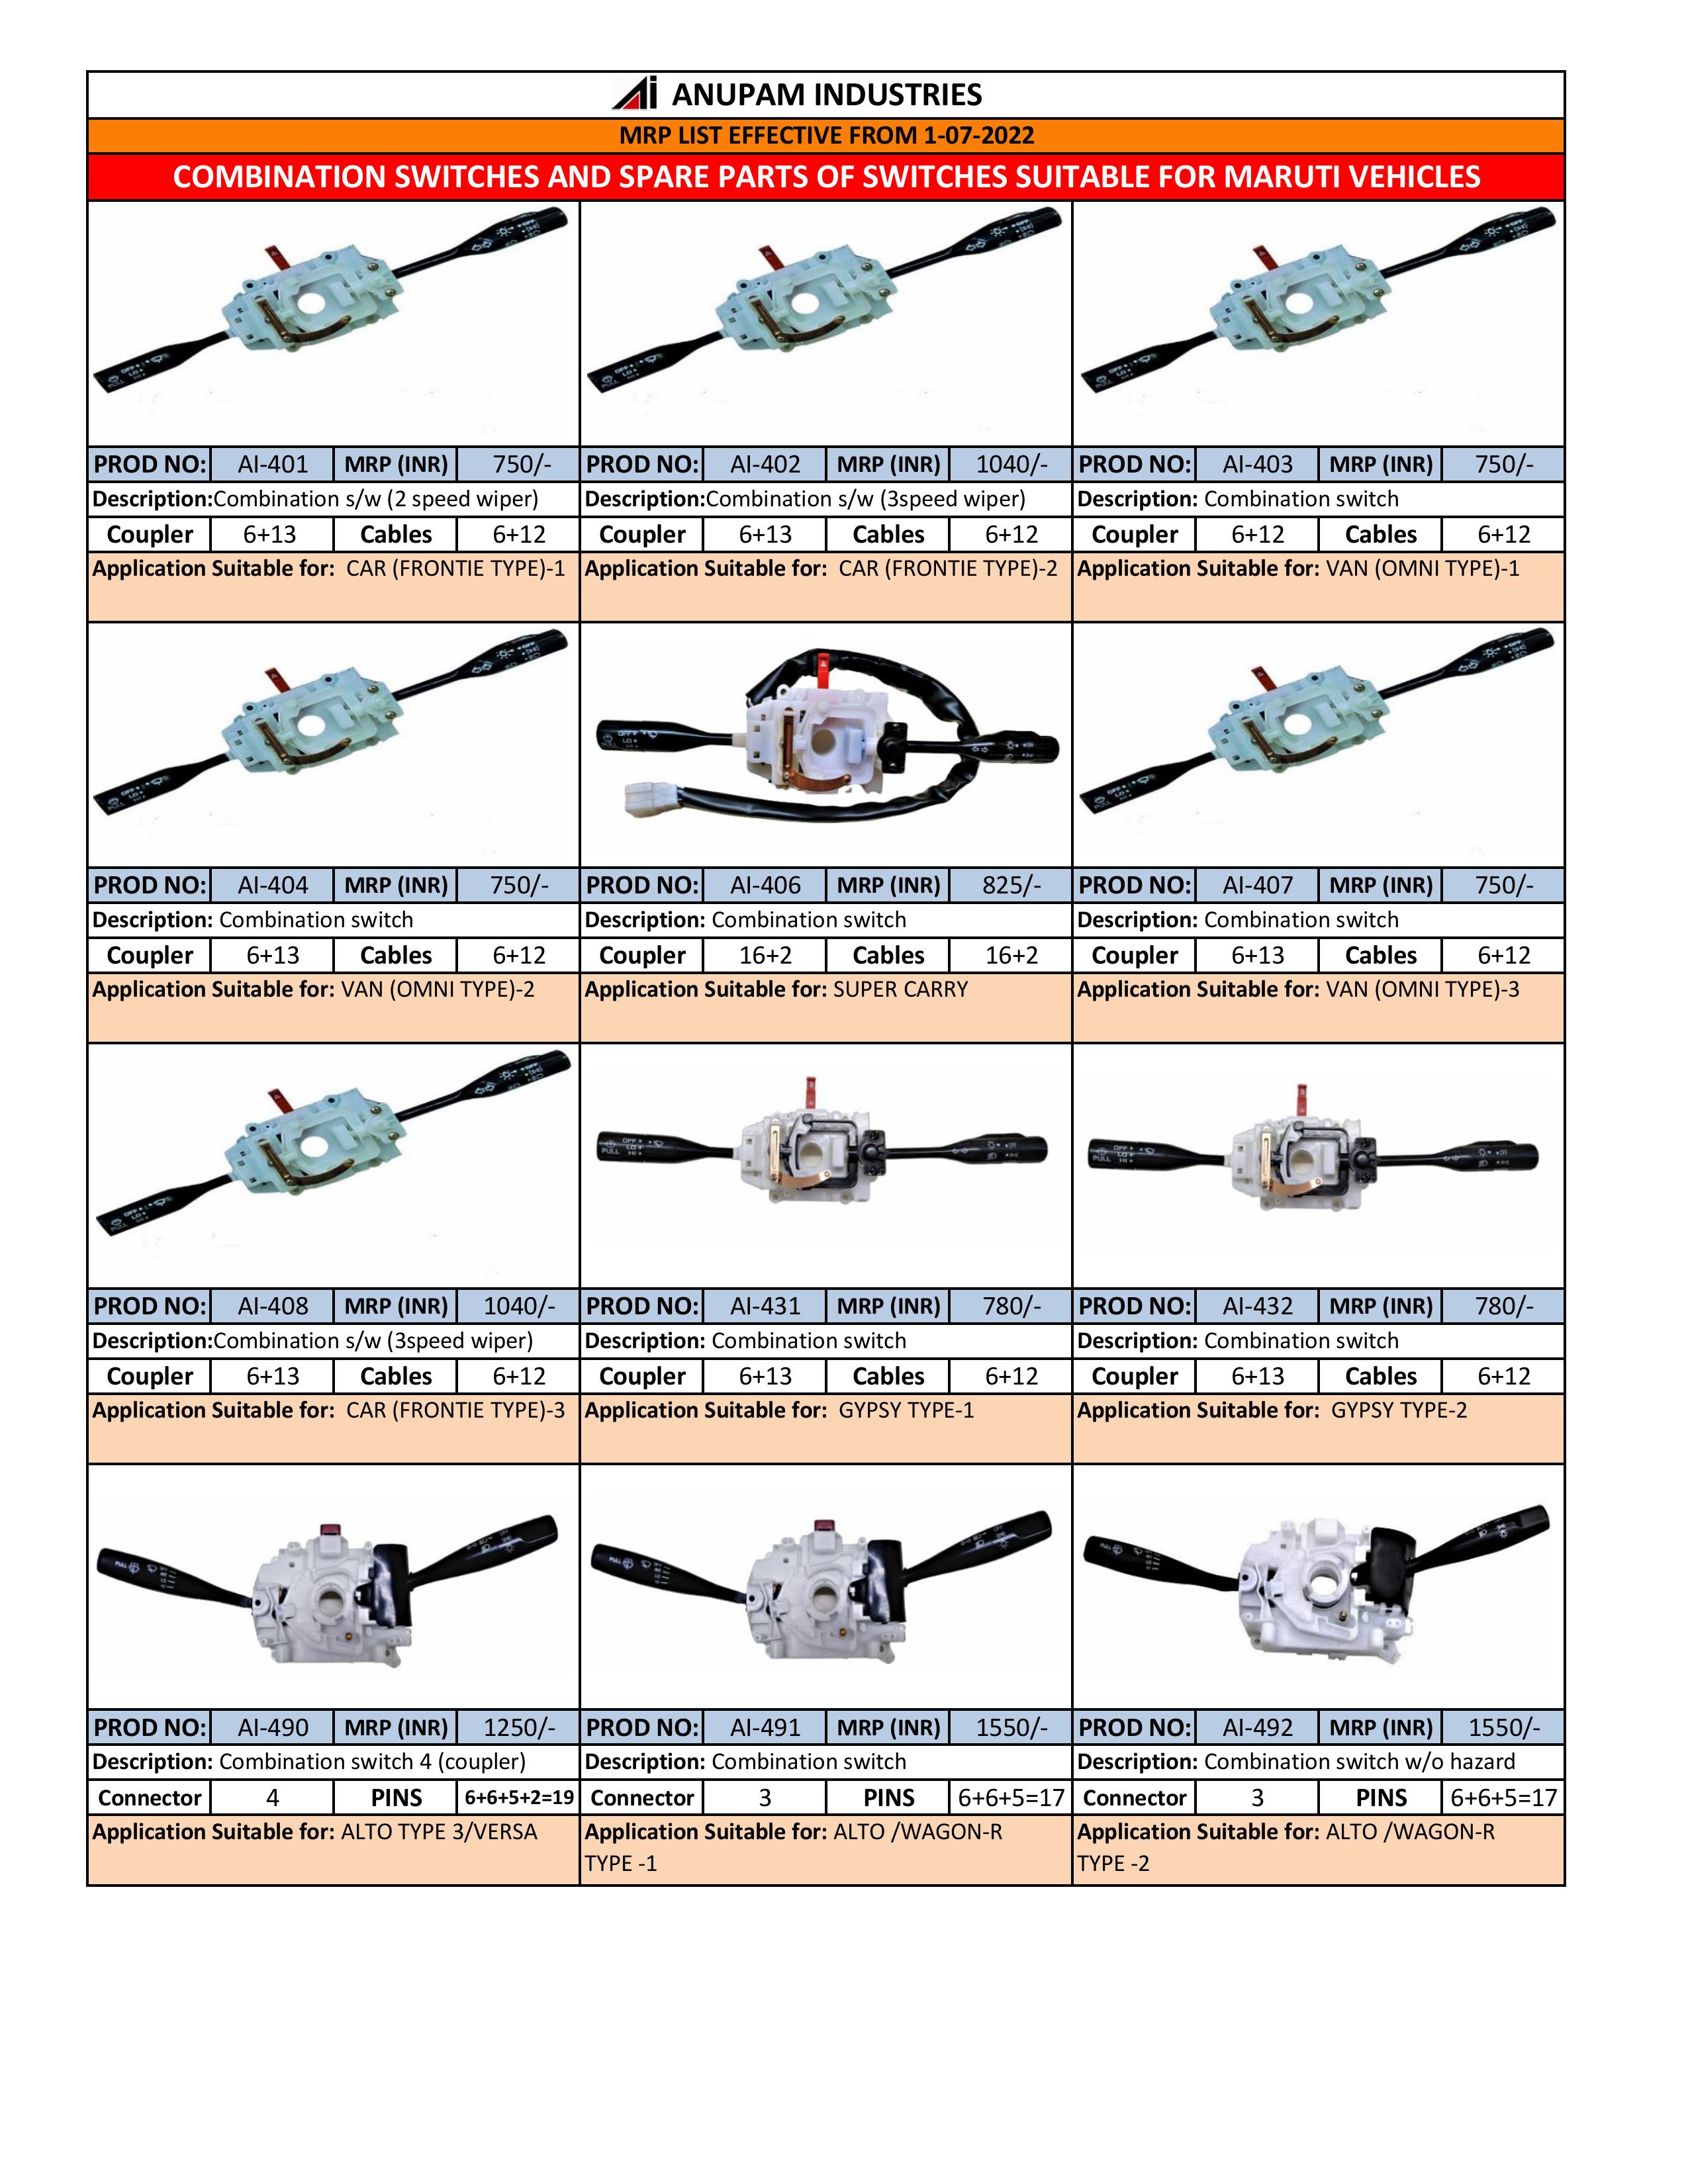 ANUPAM INDUSTRIES
MRP LIST EFFECTIVE FROM 1-07-2022
COMBINATION SWITCHES AND SPARE PARTS OF SWITCHES SUITABLE FOR MARUTI VEHICLES
PROD NO: AI-401 MRP (INR) 750/- PROD NO: AI-402 MRP (INR) 1040/- PROD NO: AI-403 MRP (INR) 750/-
Description:Combination s/w (2 speed wiper) Description:Combination s/w (3speed wiper) Description: Combination switch
Coupler 6+13 Cables 6+12 Coupler 6+13 Cables 6+12 Coupler 6+12 Cables 6+12
Application Suitable for: CAR (FRONTIE TYPE)-1 Application Suitable for: CAR (FRONTIE TYPE)-2 Application Suitable for: VAN (OMNI TYPE)-1
PROD NO: AI-404 MRP (INR) 750/- PROD NO: AI-406 MRP (INR) 825/- PROD NO: AI-407 MRP (INR) 750/-
Description: Combination switch Description: Combination switch Description: Combination switch
Coupler 6+13 Cables 6+12 Coupler 16+2 Cables 16+2 Coupler 6+13 Cables 6+12
Application Suitable for: VAN (OMNI TYPE)-2 Application Suitable for: SUPER CARRY Application Suitable for: VAN (OMNI TYPE)-3
PROD NO: AI-408 MRP (INR) 1040/- PROD NO: AI-431 MRP (INR) 780/- PROD NO: AI-432 MRP (INR) 780/-
Description:Combination s/w (3speed wiper) Description: Combination switch Description: Combination switch
Coupler 6+13 Cables 6+12 Coupler 6+13 Cables 6+12 Coupler 6+13 Cables 6+12
Application Suitable for: CAR (FRONTIE TYPE)-3 Application Suitable for: GYPSY TYPE-1 Application Suitable for: GYPSY TYPE-2
PROD NO: AI-490 MRP (INR) 1250/- PROD NO: AI-491 MRP (INR) 1550/- PROD NO: AI-492 MRP (INR) 1550/-
Description: Combination switch 4 (coupler) Description: Combination switch Description: Combination switch w/o hazard
Connector 4 PINS 6+6+5+2=19 Connector 3 PINS 6+6+5=17 Connector 3 PINS 6+6+5=17
Application Suitable for: ALTO TYPE 3/VERSA Application Suitable for: ALTO /WAGON-R Application Suitable for: ALTO /WAGON-R
TYPE -1 TYPE -2